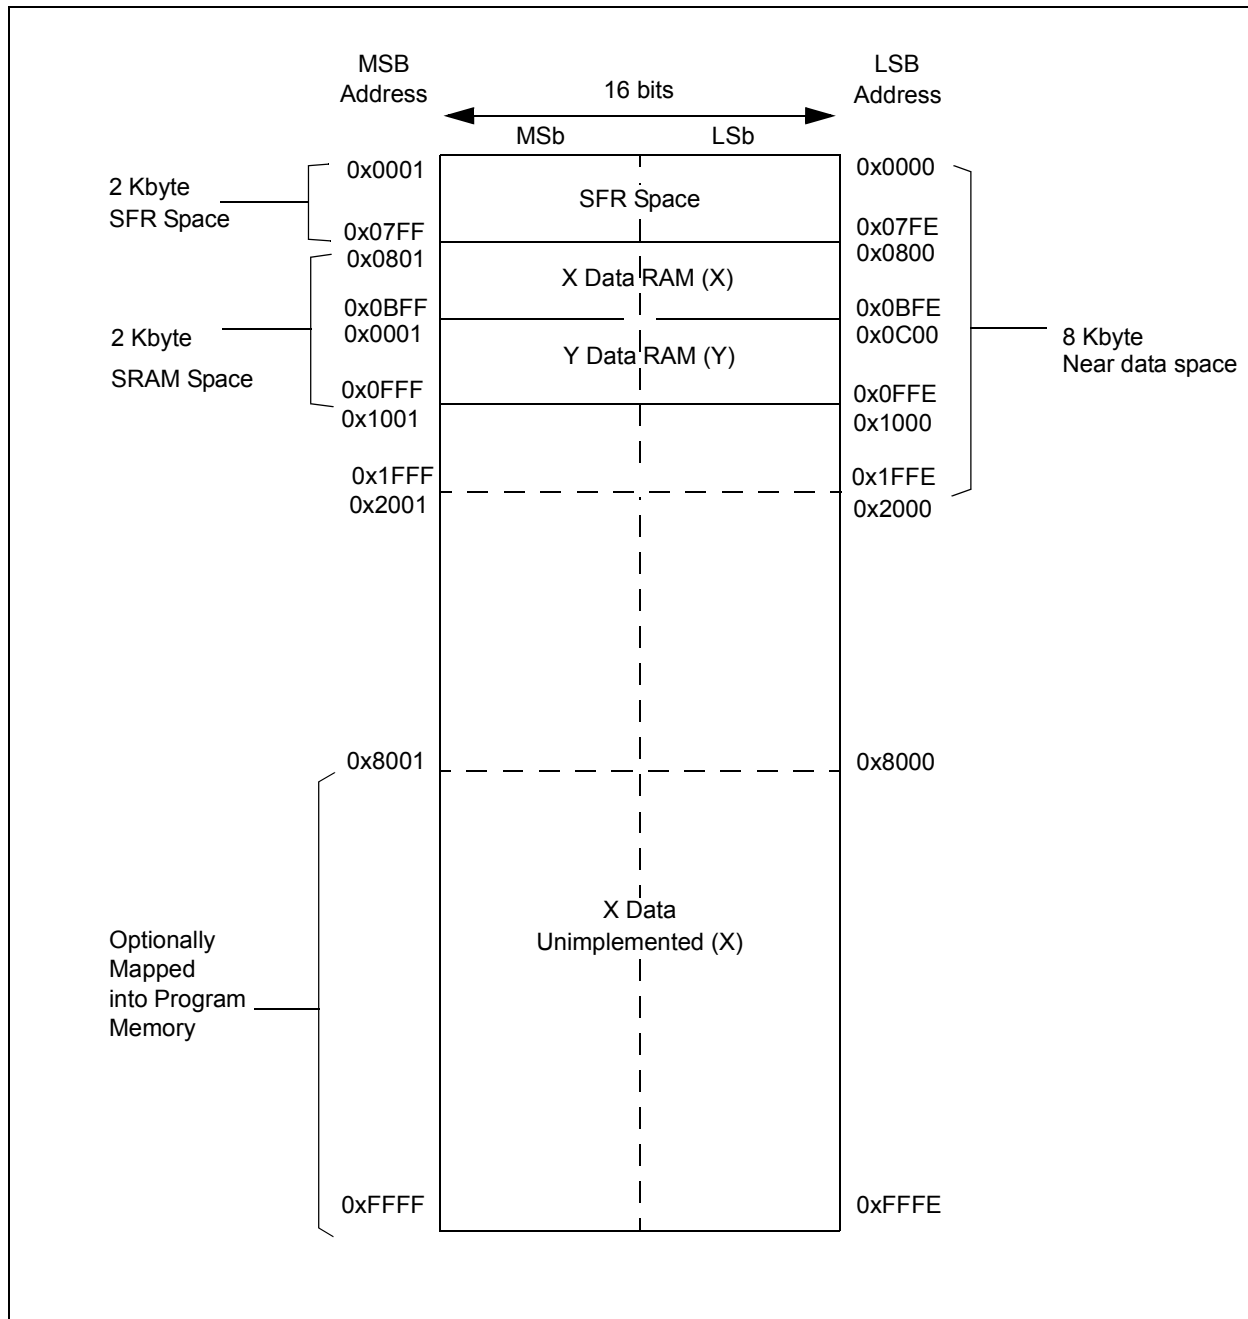 MSB
Address
LSB
Address
16 bits
MSb
LSb
0x0001
0x0000
2 Kbyte
SFR Space
SFR Space
0x07FF
0x07FE
0x0801
0x0800
X Data RAM (X)
0x0BFF
0x0BFE
0x0001
0x0C00
2 Kbyte
SRAM Space
8 Kbyte
Near data space
Y Data RAM (Y)
0x0FFF
0x0FFE
0x1001
0x1000
0x1FFF
0x1FFE
0x2001
0x2000
0x8001
0x8000
X Data
Unimplemented (X)
Optionally
Mapped
into Program
Memory
0xFFFF
0xFFFE